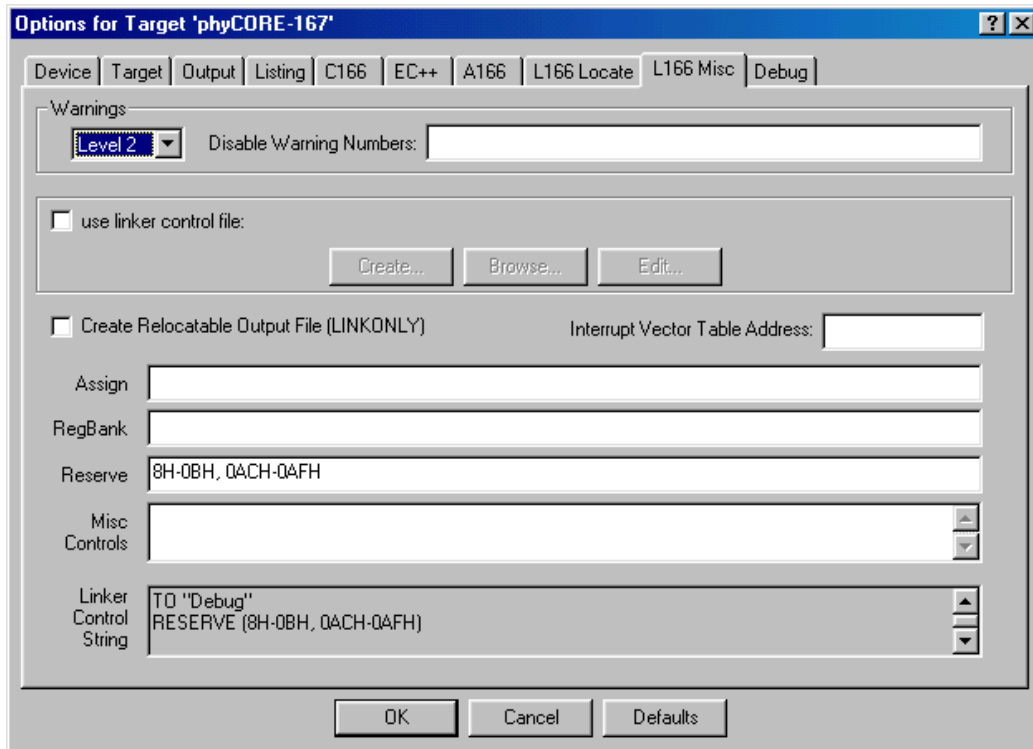 Options for Target 'phyCORE-167'
Device Target Output Listing C166 EC++ A166 L166 Locate L166 Misc Debug
Warnings
Level 2 Disable Warning Numbers:
use linker control file:
Create... Browse... Edit...
Create Relocatable Output File (LINKONLY) Interrupt Vector Table Address:
Assign
RegBank
Reserve 8H-0BH, 0ACH-0AFH
Misc
Controls
Linker
Control
String
TO "Debug"
RESERVE (8H-0BH, 0ACH-0AFH)
OK Cancel Defaults